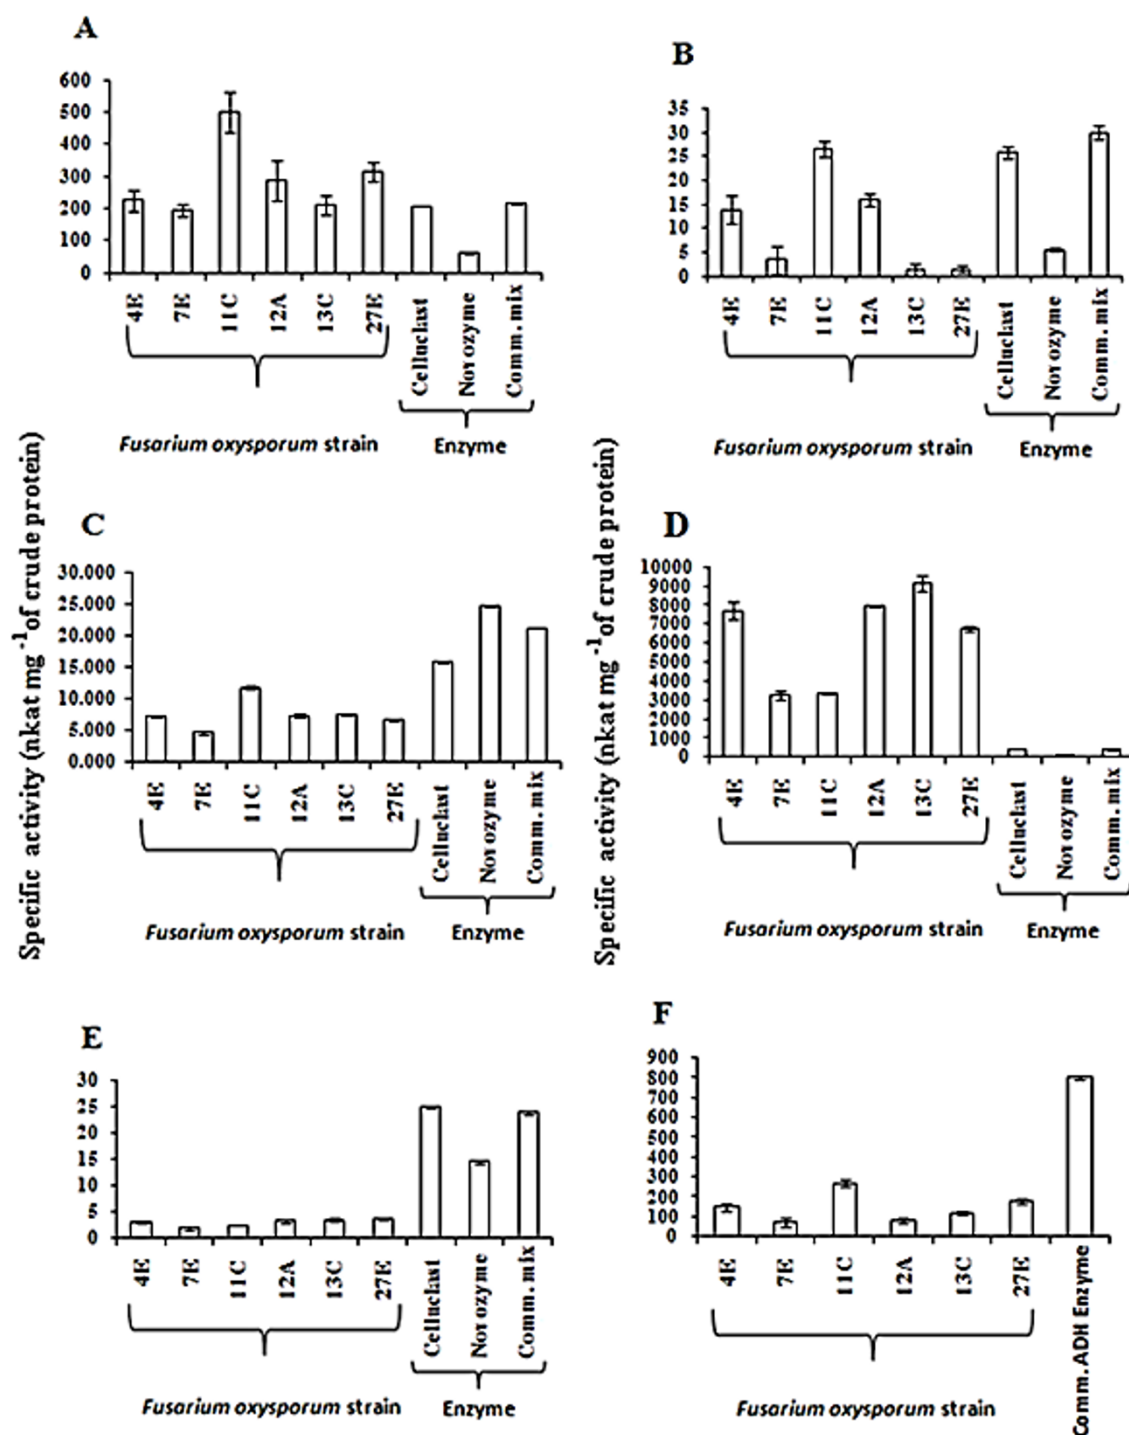 A
600
500
400
300
200
100
0
4E
7E
11C
12A
13C
27E
Celluclast
Novozyme
Comm. mix
Fusarium oxysporum strain
Enzyme
B
35
30
25
20
15
10
5
0
4E
7E
11C
12A
13C
27E
Celluclast
Novozyme
Comm. mix
Fusarium oxysporum strain
Enzyme
Specific activity (nkat mg -1 of crude protein)
Specific activity (nkat mg -1 of crude protein)
C
30.000
25.000
20.000
15.000
10.000
5.000
0.000
4E
7E
11C
12A
13C
27E
Celluclast
Novozyme
Comm. mix
Fusarium oxysporum strain
Enzyme
D
10000
9000
8000
7000
6000
5000
4000
3000
2000
1000
0
4E
7E
11C
12A
13C
27E
Celluclast
Novozyme
Comm. mix
Fusarium oxysporum strain
Enzyme
E
30
25
20
15
10
5
0
4E
7E
11C
12A
13C
27E
Celluclast
Novozyme
Comm. mix
Fusarium oxysporum strain
Enzyme
F
900
800
700
600
500
400
300
200
100
0
4E
7E
11C
12A
13C
27E
Comm. ADH Enzyme
Fusarium oxysporum strain